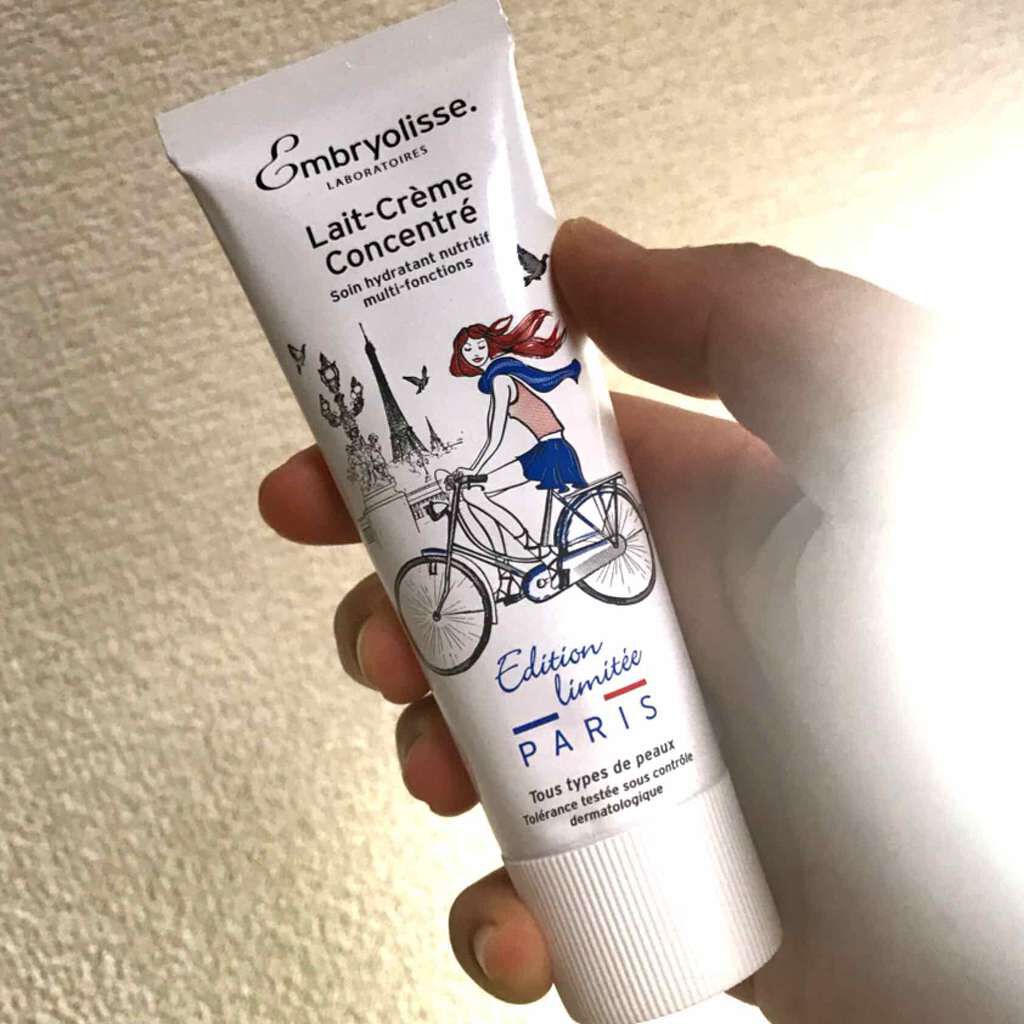 Embryolisse.
LABORATOIRES
Lait-Crème
Concentré
Soin hydratant nutritif
multi-fonctions
Edition
limitée
PARIS
Tous types de peaux
Tolérance testée sous contrôle
dermatologique